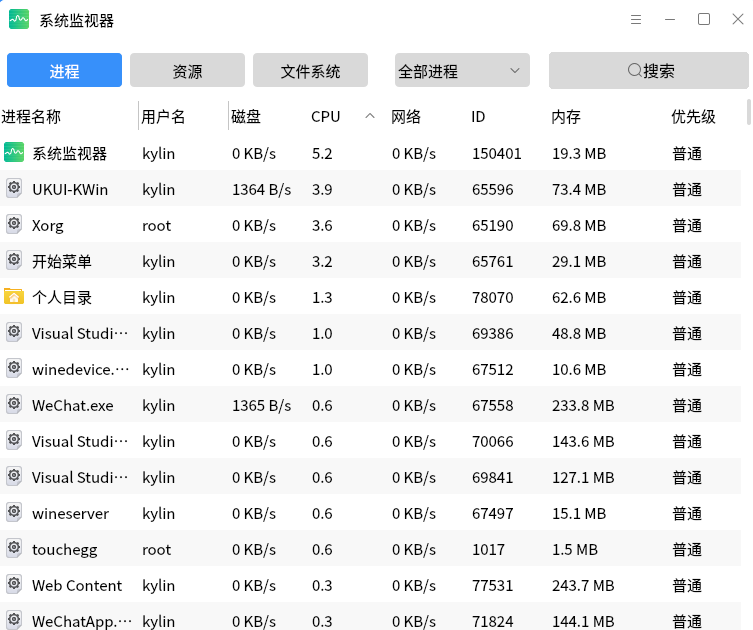 系统监视器
进程 资源 文件系统 全部进程 搜索
进程名称 用户名 磁盘 CPU 网络 ID 内存 优先级
系统监视器 kylin 0 KB/s 5.2 0 KB/s 150401 19.3 MB 普通
UKUI-KWin kylin 1364 B/s 3.9 0 KB/s 65596 73.4 MB 普通
Xorg root 0 KB/s 3.6 0 KB/s 65190 69.8 MB 普通
开始菜单 kylin 0 KB/s 3.2 0 KB/s 65761 29.1 MB 普通
个人目录 kylin 0 KB/s 1.3 0 KB/s 78070 62.6 MB 普通
Visual Studi… kylin 0 KB/s 1.0 0 KB/s 69386 48.8 MB 普通
winedevice.… kylin 0 KB/s 1.0 0 KB/s 67512 10.6 MB 普通
WeChat.exe kylin 1365 B/s 0.6 0 KB/s 67558 233.8 MB 普通
Visual Studi… kylin 0 KB/s 0.6 0 KB/s 70066 143.6 MB 普通
Visual Studi… kylin 0 KB/s 0.6 0 KB/s 69841 127.1 MB 普通
wineserver kylin 0 KB/s 0.6 0 KB/s 67497 15.1 MB 普通
touchegg root 0 KB/s 0.6 0 KB/s 1017 1.5 MB 普通
Web Content kylin 0 KB/s 0.3 0 KB/s 77531 243.7 MB 普通
WeChatApp.… kylin 0 KB/s 0.3 0 KB/s 71824 144.1 MB 普通